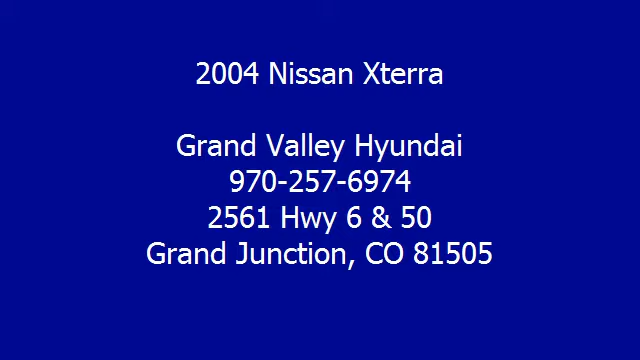 2004 Nissan Xterra
Grand Valley Hyundai
970-257-6974
2561 Hwy 6 & 50
Grand Junction, CO 81505